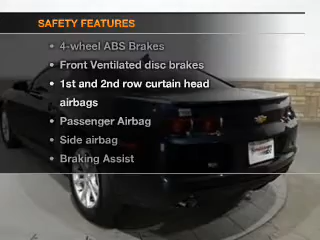 SAFETY FEATURES
• 4-wheel ABS Brakes
• Front Ventilated disc brakes
• 1st and 2nd row curtain head
airbags
• Passenger Airbag
• Side airbag
• Braking Assist